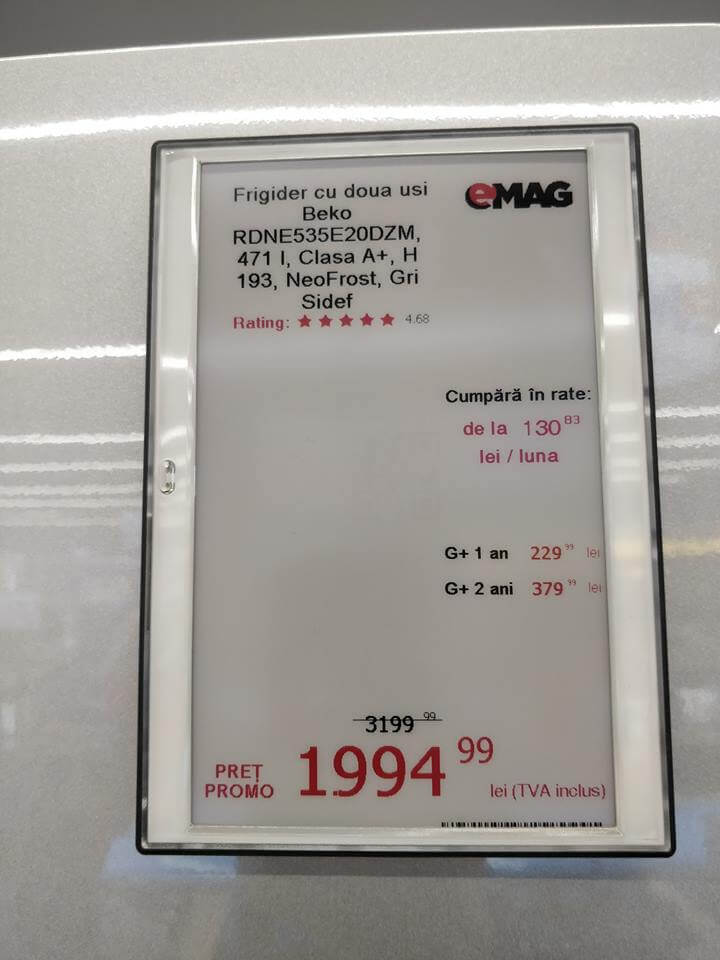 Frigider cu doua usi
Beko
RDNE535E20DZM,
471 l, Clasa A+, H
193, NeoFrost, Gri
Sidef
eMAG
Rating: ★★★★★ 4.68
Cumpără în rate:
de la 130 83
lei / luna
G+ 1 an 229 99 lei
G+ 2 ani 379 99 lei
3199 99
PREȚ
PROMO
1.994 99
lei (TVA inclus)